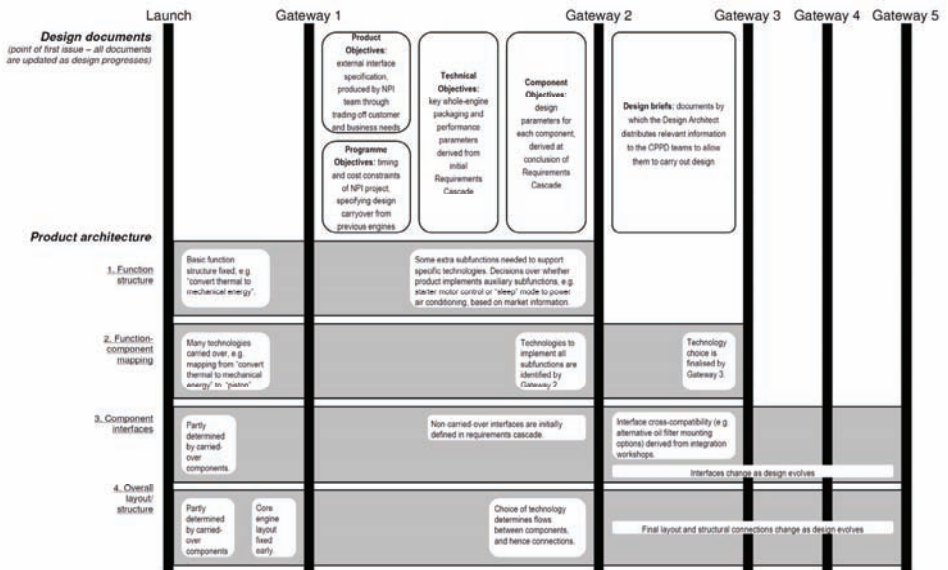 Launch
Gateway 1
Gateway 2
Gateway 3
Gateway 4
Gateway 5
Design documents
(point of first issue – all documents
are updated as design progresses)
Product
Objectives:
external interface
specification,
produced by NPI
team through
trading off customer
and business needs
Programme
Objectives: timing
and cost constraints
of NPI project,
specifying design
carryover from
previous engines
Technical
Objectives:
key whole-engine
packaging and
performance
parameters
derived from
initial
Requirements
Cascade
Component
Objectives:
design
parameters for
each component,
derived at
conclusion of
Requirements
Cascade
Design briefs: documents by
which the Design Architect
distributes relevant information
to the CPPD teams to allow
them to carry out design
Product architecture
1. Function
structure
Basic function
structure fixed, e.g.
"convert thermal to
mechanical energy".
Some extra subfunctions needed to support
specific technologies. Decisions over whether
product implements auxiliary subfunctions, e.g.
starter motor control or "sleep" mode to power
air conditioning, based on market information.
2. Function-
component
mapping
Many technologies
carried over, e.g.
mapping from "convert
thermal to mechanical
energy" to "piston".
Technologies to
implement all
subfunctions are
identified by
Gateway 2.
Technology
choice is
finalised by
Gateway 3.
3. Component
interfaces
Partly
determined
by carried-
over
components.
Non-carried-over interfaces are initially
defined in requirements cascade.
Interface cross-compatibility (e.g.
alternative oil filter mounting
options) derived from integration
workshops.
Interfaces change as design evolves
4. Overall
layout/
structure
Partly
determined
by carried-
over
components
Core
engine
layout
fixed
early.
Choice of technology
determines flows
between components,
and hence connections.
Final layout and structural connections change as design evolves